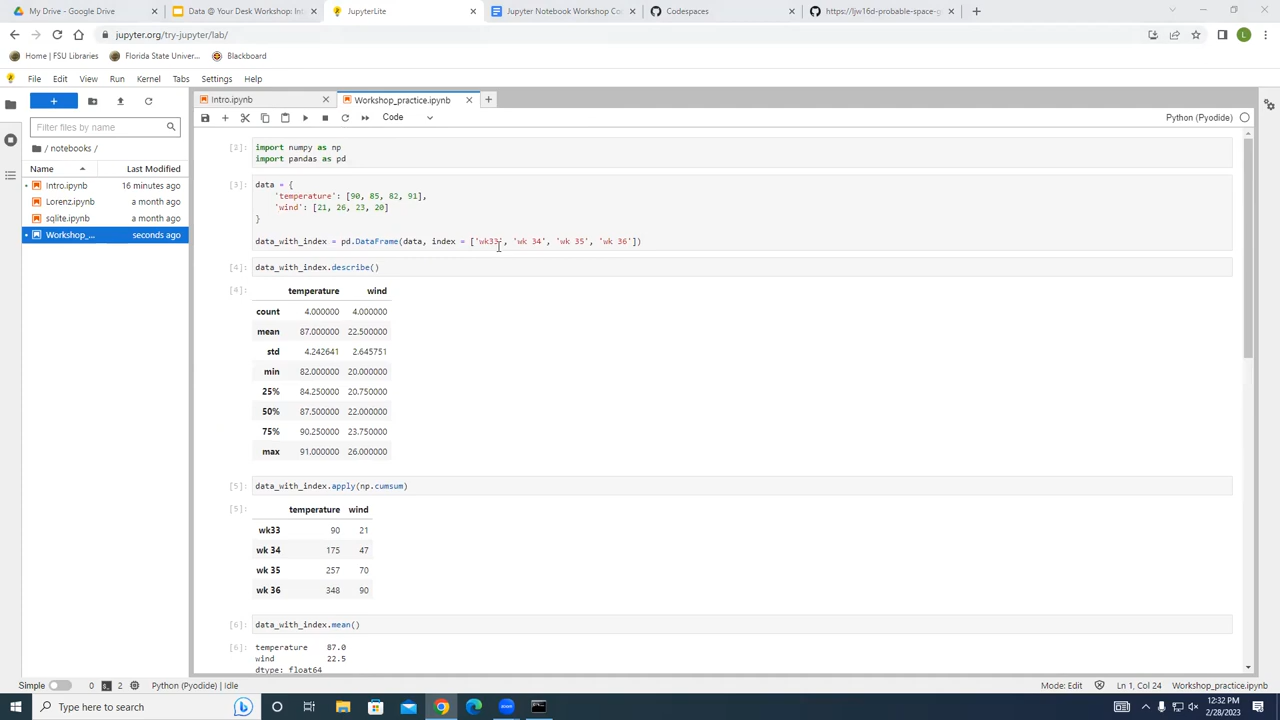 My Drive - Google Drive
Data @ Your Desk Workshop: Int
JupyterLite
Jupyter Notebook Workshop Co
Codespaces
https://ljw16d-probable-space-g
jupyter.org/try-jupyter/lab/
Home | FSU Libraries
Florida State Univer...
Blackboard
File Edit View Run Kernel Tabs Settings Help
Intro.ipynb
Workshop_practice.ipynb
Code
Python (Pyodide)
Filter files by name
/ notebooks /
Name Last Modified
Intro.ipynb 16 minutes ago
Lorenz.ipynb a month ago
sqlite.ipynb a month ago
Workshop_... seconds ago
[2]: import numpy as np
import pandas as pd
[3]: data = {
'temperature': [90, 85, 82, 91],
'wind': [21, 26, 23, 20]
}
data_with_index = pd.DataFrame(data, index = ['wk33', 'wk 34', 'wk 35', 'wk 36'])
[4]: data_with_index.describe()
[4]: temperature wind
count 4.000000 4.000000
mean 87.000000 22.500000
std 4.242641 2.645751
min 82.000000 20.000000
25% 84.250000 20.750000
50% 87.500000 22.000000
75% 90.250000 23.750000
max 91.000000 26.000000
[5]: data_with_index.apply(np.cumsum)
[5]: temperature wind
wk33 90 21
wk 34 175 47
wk 35 257 70
wk 36 348 90
[6]: data_with_index.mean()
[6]: temperature 87.0
wind 22.5
dtype: float64
Simple 0 2 Python (Pyodide) | Idle
Mode: Edit Ln 1, Col 24 Workshop_practice.ipynb
Type here to search
zoom
12:32 PM
2/28/2023